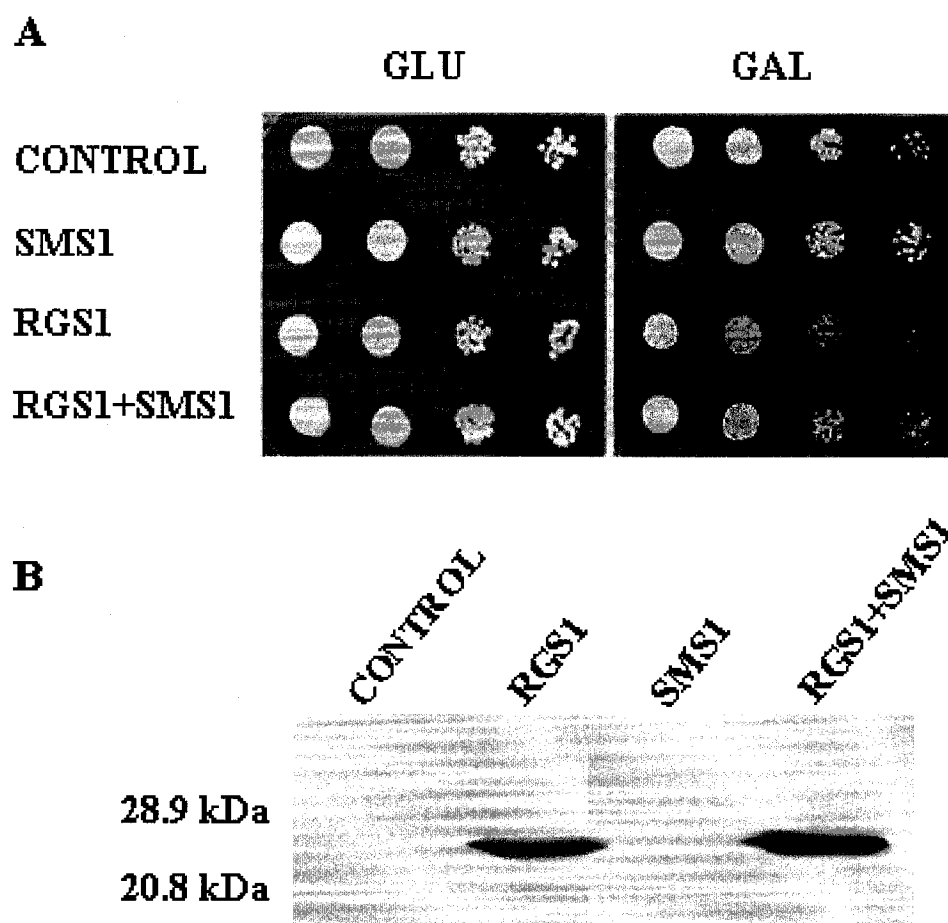 A
GLU GAL
CONTROL
SMS1
RGS1
RGS1+SMS1
B
CONTROL
RGS1
SMS1
RGS1+SMS1
28.9 kDa
20.8 kDa